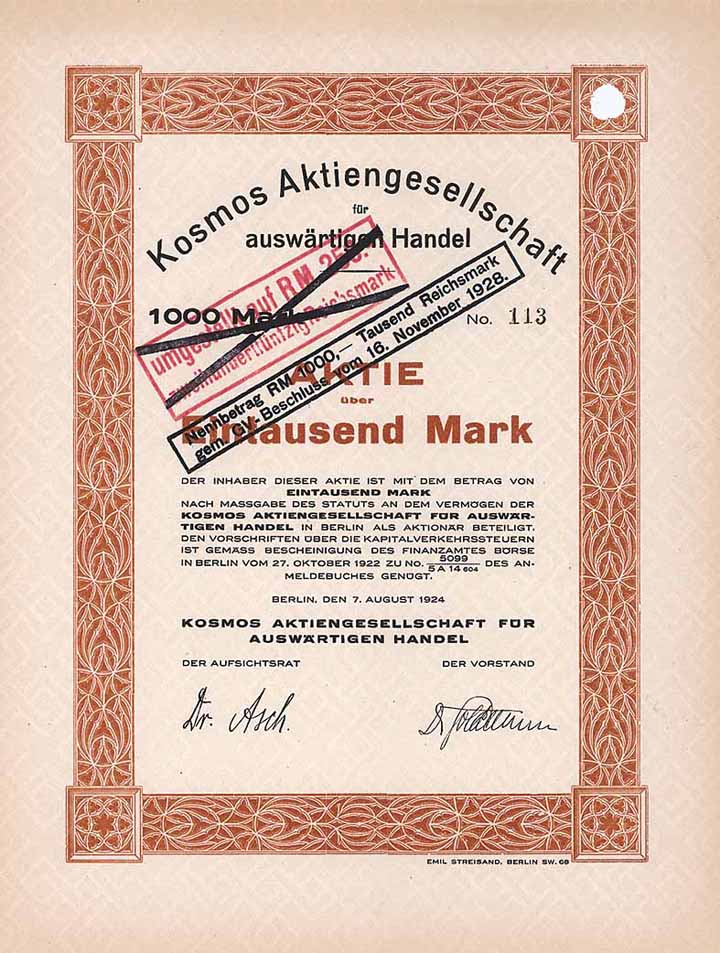 Kosmos Aktiengesellschaft
für
auswärtigen Handel
1000 Mark
No. 113
umgestellt auf RM 250.
zweihundertfünfzig Reichsmark
Nennbetrag RM 1000,— Tausend Reichsmark
gem. GV-Beschluss vom 16. November 1928.
AKTIE
über
Eintausend Mark
DER INHABER DIESER AKTIE IST MIT DEM BETRAG VON
EINTAUSEND MARK
NACH MASSGABE DES STATUTS AN DEM VERMÖGEN DER
KOSMOS AKTIENGESELLSCHAFT FÜR AUSWÄR-
TIGEN HANDEL IN BERLIN ALS AKTIONÄR BETEILIGT.
DEN VORSCHRIFTEN ÜBER DIE KAPITALVERKEHRSSTEUERN
IST GEMÄSS BESCHEINIGUNG DES FINANZAMTES BÖRSE
IN BERLIN VOM 27. OKTOBER 1922 ZU NO. 5099 / 5 A 14 604 DES AN-
MELDEBUCHES GENÜGT.
BERLIN, DEN 7. AUGUST 1924
KOSMOS AKTIENGESELLSCHAFT FÜR
AUSWÄRTIGEN HANDEL
DER AUFSICHTSRAT DER VORSTAND
Dr. Asch.
EMIL STREISAND, BERLIN SW. 68